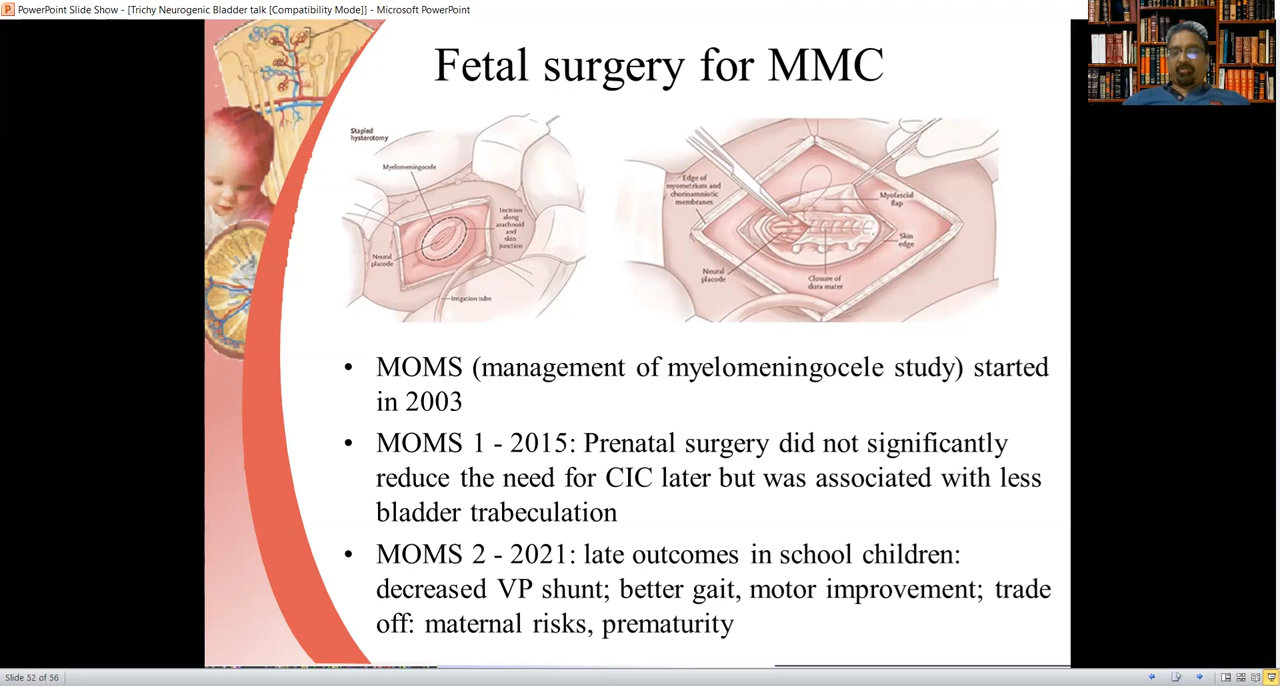 PowerPoint Slide Show - [Trichy Neurogenic Bladder talk [Compatibility Mode]] - Microsoft PowerPoint
Fetal surgery for MMC
Stapled
hysterotomy
Myelomeningocele
Incision
along
arachnoid
and
skin
junction
Neural
placode
Irrigation tube
Edge of
myometrium and
chorioamniotic
membranes
Myofascial
flap
Skin
edge
Neural
placode
Closure of
dura mater
• MOMS (management of myelomeningocele study) started
in 2003
• MOMS 1 - 2015: Prenatal surgery did not significantly
reduce the need for CIC later but was associated with less
bladder trabeculation
• MOMS 2 - 2021: late outcomes in school children:
decreased VP shunt; better gait, motor improvement; trade
off: maternal risks, prematurity
Slide 52 of 56